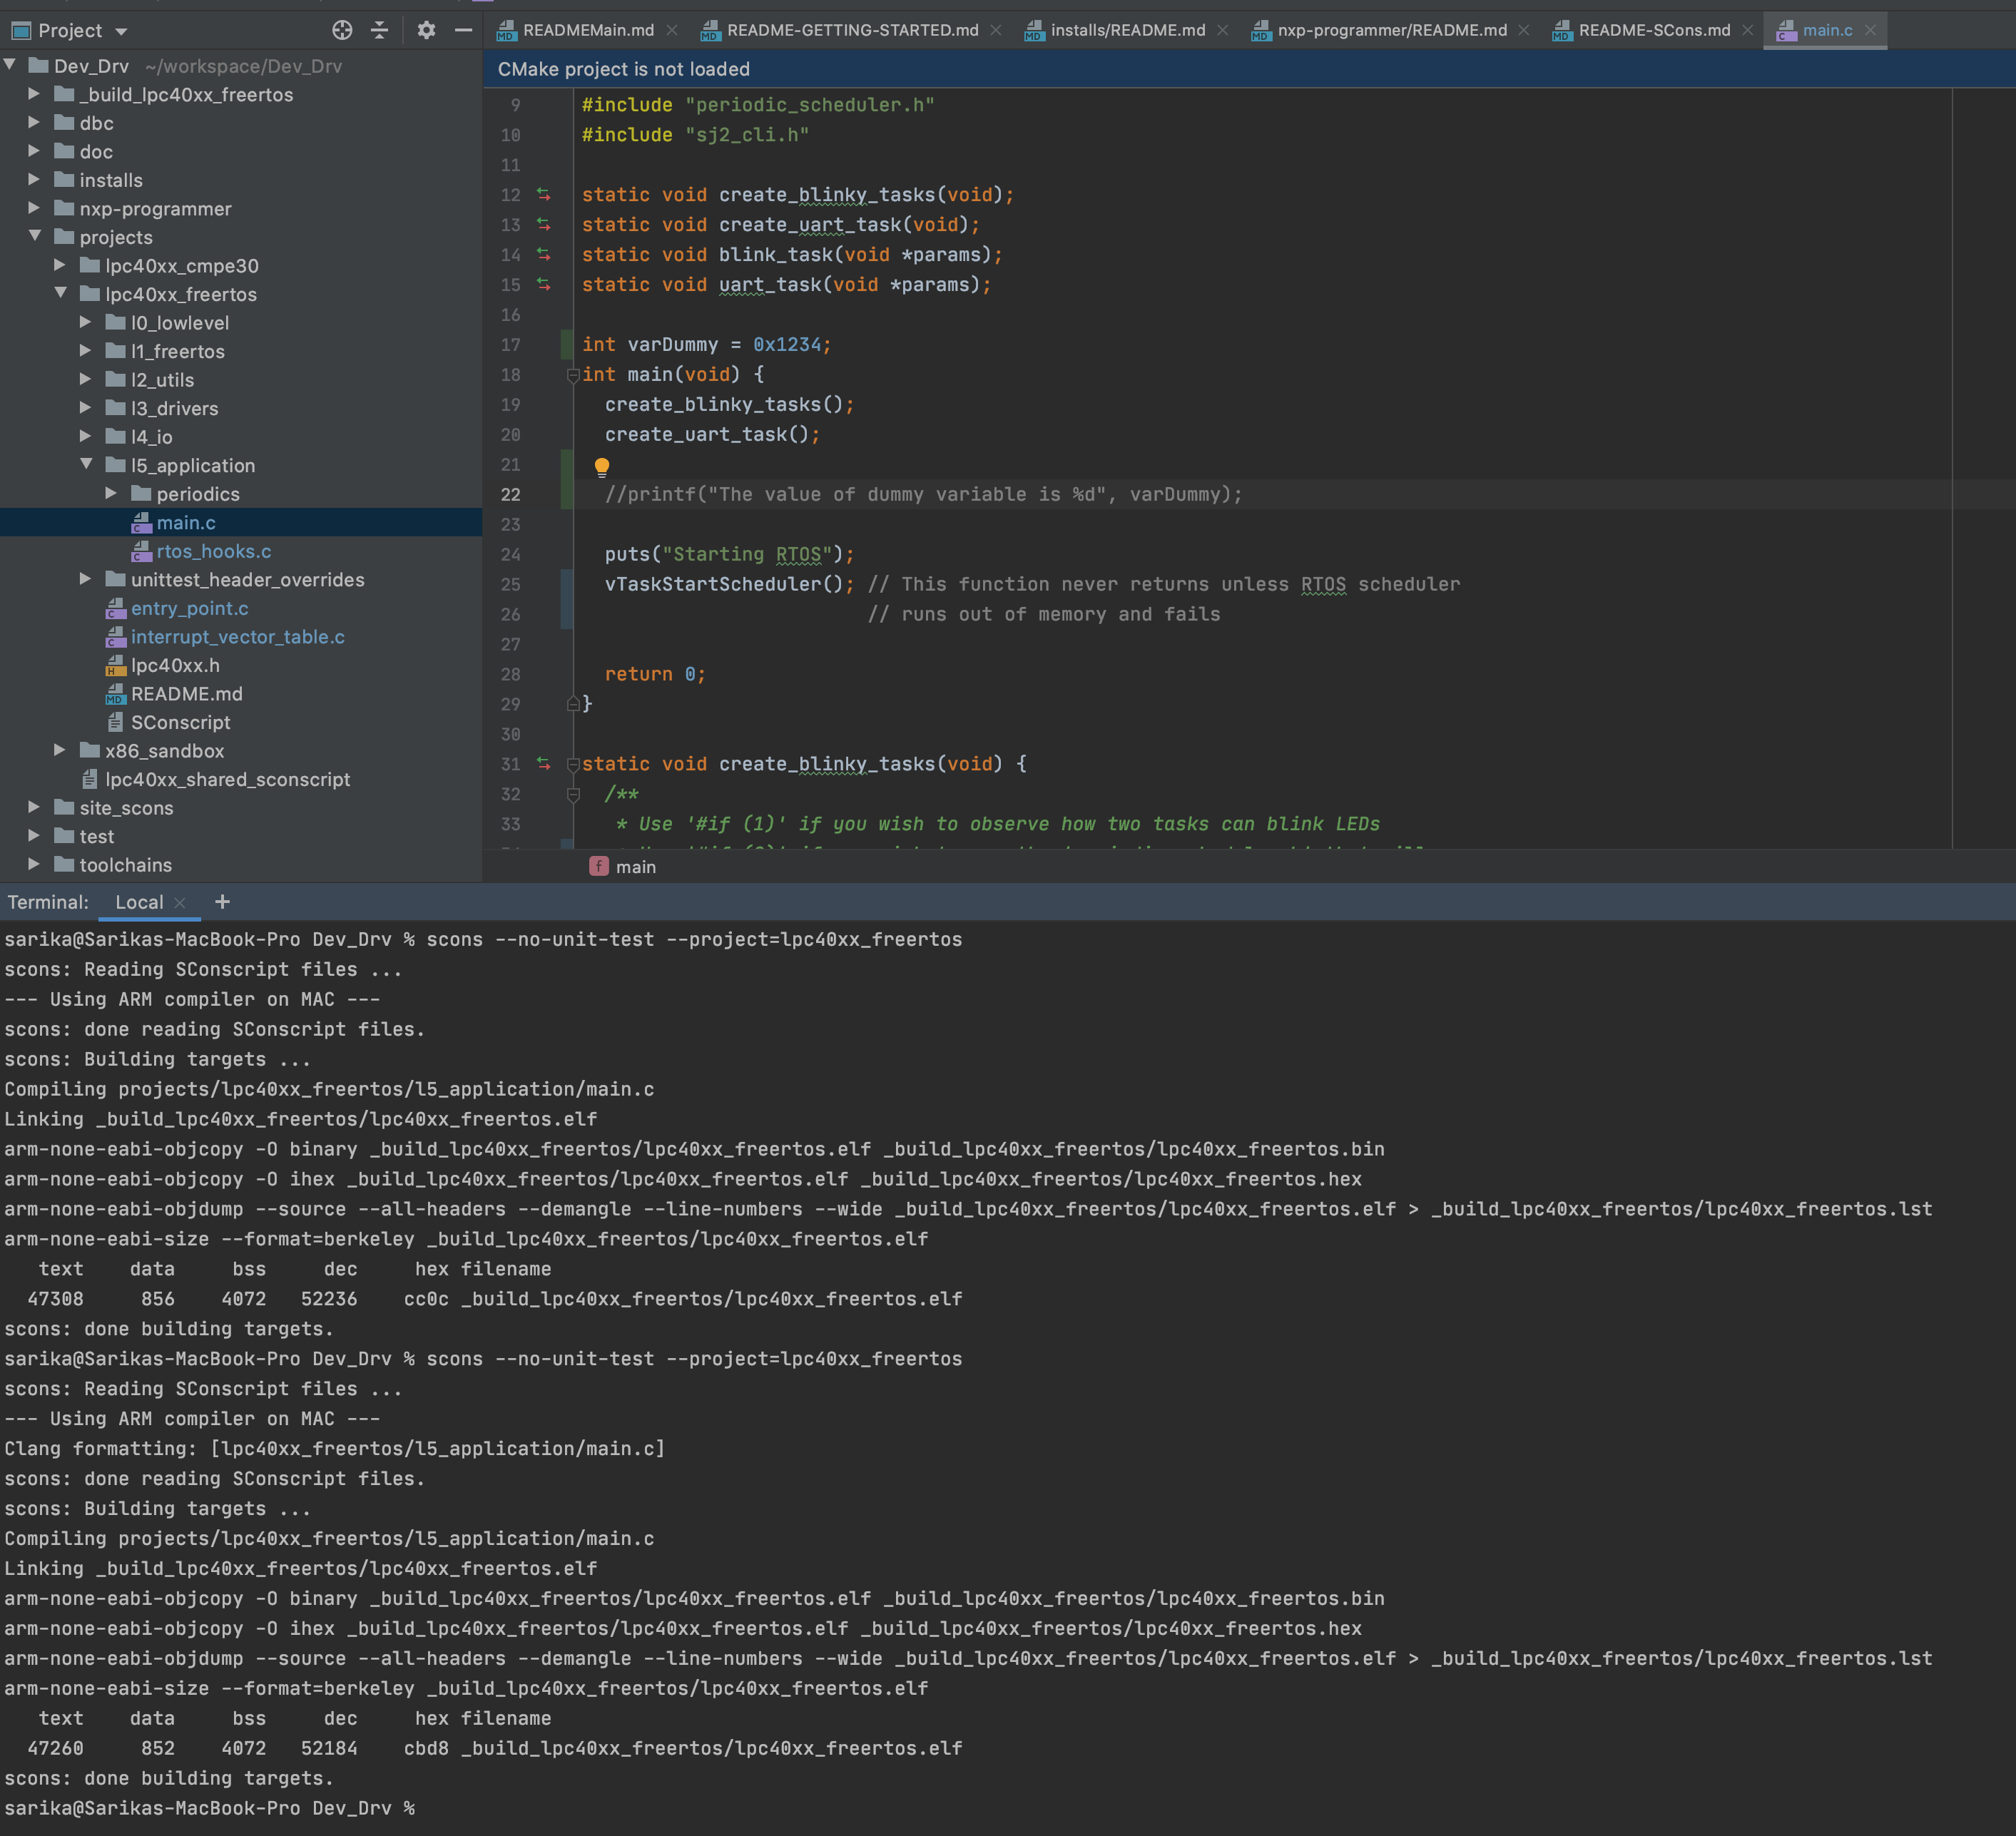 Project
READMEMain.md
README-GETTING-STARTED.md
installs/README.md
nxp-programmer/README.md
README-SCons.md
main.c
Dev_Drv ~/workspace/Dev_Drv
_build_lpc40xx_freertos
dbc
doc
installs
nxp-programmer
projects
lpc40xx_cmpe30
lpc40xx_freertos
l0_lowlevel
l1_freertos
l2_utils
l3_drivers
l4_io
l5_application
periodics
main.c
rtos_hooks.c
unittest_header_overrides
entry_point.c
interrupt_vector_table.c
lpc40xx.h
README.md
SConscript
x86_sandbox
lpc40xx_shared_sconscript
site_scons
test
toolchains
CMake project is not loaded
9 #include "periodic_scheduler.h"
10 #include "sj2_cli.h"
11
12 static void create_blinky_tasks(void);
13 static void create_uart_task(void);
14 static void blink_task(void *params);
15 static void uart_task(void *params);
16
17 int varDummy = 0x1234;
18 int main(void) {
19 create_blinky_tasks();
20 create_uart_task();
21
22 //printf("The value of dummy variable is %d", varDummy);
23
24 puts("Starting RTOS");
25 vTaskStartScheduler(); // This function never returns unless RTOS scheduler
26 // runs out of memory and fails
27
28 return 0;
29 }
30
31 static void create_blinky_tasks(void) {
32 /**
33 * Use '#if (1)' if you wish to observe how two tasks can blink LEDs
f main
Terminal: Local +
sarika@Sarikas-MacBook-Pro Dev_Drv % scons --no-unit-test --project=lpc40xx_freertos
scons: Reading SConscript files ...
--- Using ARM compiler on MAC ---
scons: done reading SConscript files.
scons: Building targets ...
Compiling projects/lpc40xx_freertos/l5_application/main.c
Linking _build_lpc40xx_freertos/lpc40xx_freertos.elf
arm-none-eabi-objcopy -O binary _build_lpc40xx_freertos/lpc40xx_freertos.elf _build_lpc40xx_freertos/lpc40xx_freertos.bin
arm-none-eabi-objcopy -O ihex _build_lpc40xx_freertos/lpc40xx_freertos.elf _build_lpc40xx_freertos/lpc40xx_freertos.hex
arm-none-eabi-objdump --source --all-headers --demangle --line-numbers --wide _build_lpc40xx_freertos/lpc40xx_freertos.elf > _build_lpc40xx_freertos/lpc40xx_freertos.lst
arm-none-eabi-size --format=berkeley _build_lpc40xx_freertos/lpc40xx_freertos.elf
text data bss dec hex filename
47308 856 4072 52236 cc0c _build_lpc40xx_freertos/lpc40xx_freertos.elf
scons: done building targets.
sarika@Sarikas-MacBook-Pro Dev_Drv % scons --no-unit-test --project=lpc40xx_freertos
scons: Reading SConscript files ...
--- Using ARM compiler on MAC ---
Clang formatting: [lpc40xx_freertos/l5_application/main.c]
scons: done reading SConscript files.
scons: Building targets ...
Compiling projects/lpc40xx_freertos/l5_application/main.c
Linking _build_lpc40xx_freertos/lpc40xx_freertos.elf
arm-none-eabi-objcopy -O binary _build_lpc40xx_freertos/lpc40xx_freertos.elf _build_lpc40xx_freertos/lpc40xx_freertos.bin
arm-none-eabi-objcopy -O ihex _build_lpc40xx_freertos/lpc40xx_freertos.elf _build_lpc40xx_freertos/lpc40xx_freertos.hex
arm-none-eabi-objdump --source --all-headers --demangle --line-numbers --wide _build_lpc40xx_freertos/lpc40xx_freertos.elf > _build_lpc40xx_freertos/lpc40xx_freertos.lst
arm-none-eabi-size --format=berkeley _build_lpc40xx_freertos/lpc40xx_freertos.elf
text data bss dec hex filename
47260 852 4072 52184 cbd8 _build_lpc40xx_freertos/lpc40xx_freertos.elf
scons: done building targets.
sarika@Sarikas-MacBook-Pro Dev_Drv %